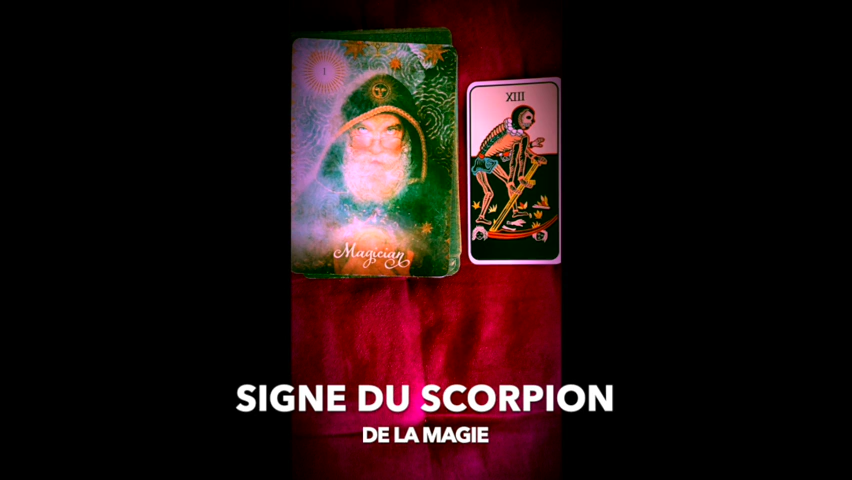 I
XIII
Magician
SIGNE DU SCORPION
DE LA MAGIE